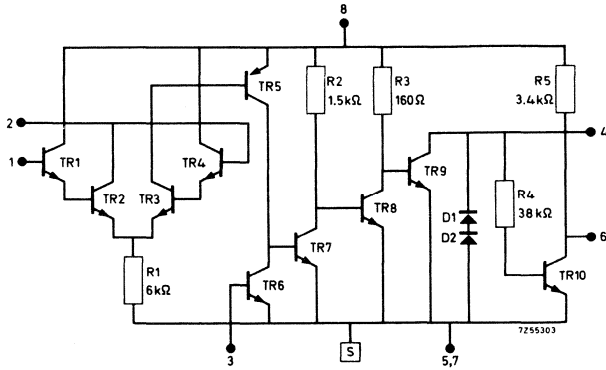 8
TR5
R2
1.5kΩ
R3
160Ω
R5
3.4kΩ
2
4
1
TR1
TR2
TR3
TR4
TR9
R4
38kΩ
TR8
D1
D2
6
R1
6kΩ
TR7
TR6
TR10
7Z55303
3
S
5,7